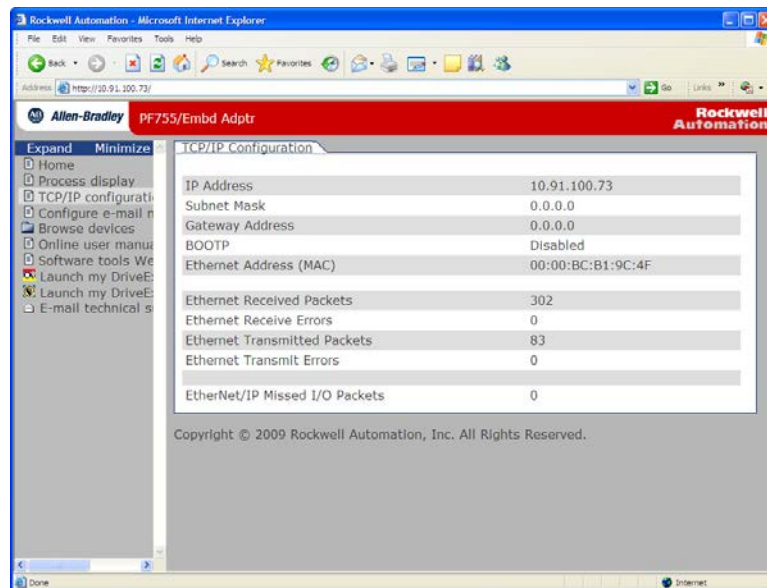 Rockwell Automation - Microsoft Internet Explorer
File Edit View Favorites Tools Help
Back Search Favorites
Address http://10.91.100.73/ Go Links »
AB Allen-Bradley PF755/Embd Adptr Rockwell Automation
Expand Minimize
Home
Process display
TCP/IP configurati
Configure e-mail n
Browse devices
Online user manua
Software tools We
Launch my DriveE:
Launch my DriveE:
E-mail technical s
TCP/IP Configuration
IP Address 10.91.100.73
Subnet Mask 0.0.0.0
Gateway Address 0.0.0.0
BOOTP Disabled
Ethernet Address (MAC) 00:00:BC:B1:9C:4F
Ethernet Received Packets 302
Ethernet Receive Errors 0
Ethernet Transmitted Packets 83
Ethernet Transmit Errors 0
EtherNet/IP Missed I/O Packets 0
Copyright © 2009 Rockwell Automation, Inc. All Rights Reserved.
Done Internet